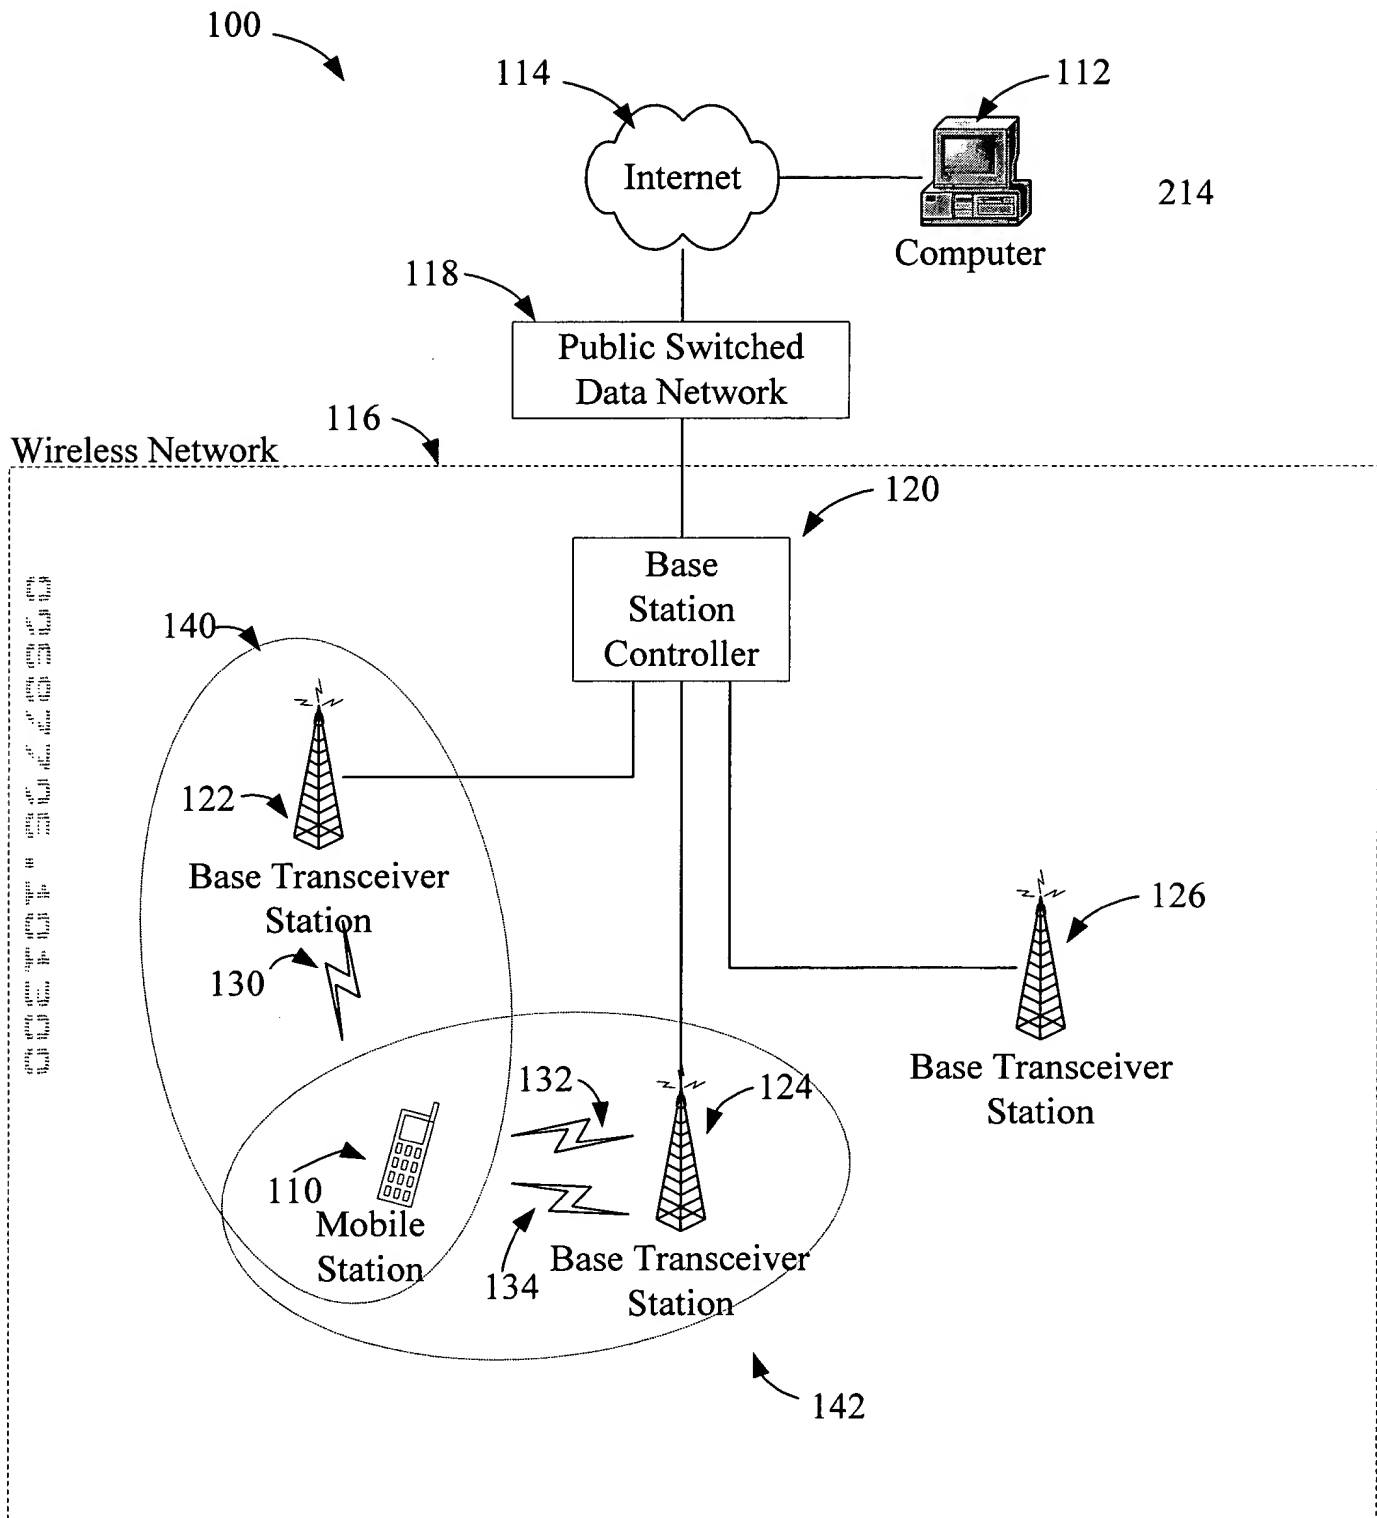 100
114
112
Internet
214
Computer
118
Public Switched
Data Network
116
Wireless Network
120
Base
Station
Controller
140
122
Base Transceiver
Station
126
130
Base Transceiver
Station
132
124
110
Mobile
Station
134
Base Transceiver
Station
142